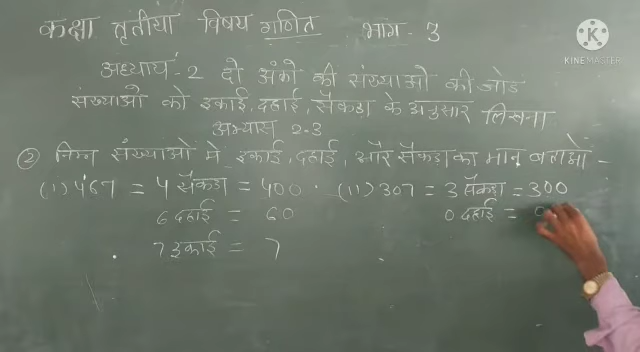 कक्षा तृतीया विषय गणित भाग - 3
KINEMASTER
अध्याय - 2 दो अंको की संख्याओ की जोड
संख्याओ को इकाई, दहाई, सैकडा के अनुसार लिखना
अभ्यास 2.3
(2) निम्न संख्याओं मे इकाई, दहाई, और सैकडा का मान बताओ -
(1) 467 = 4 सैकडा = 400 . (11) 307 = 3 सैकडा = 300
6 दहाई = 60 0 दहाई = 0
7 इकाई = 7